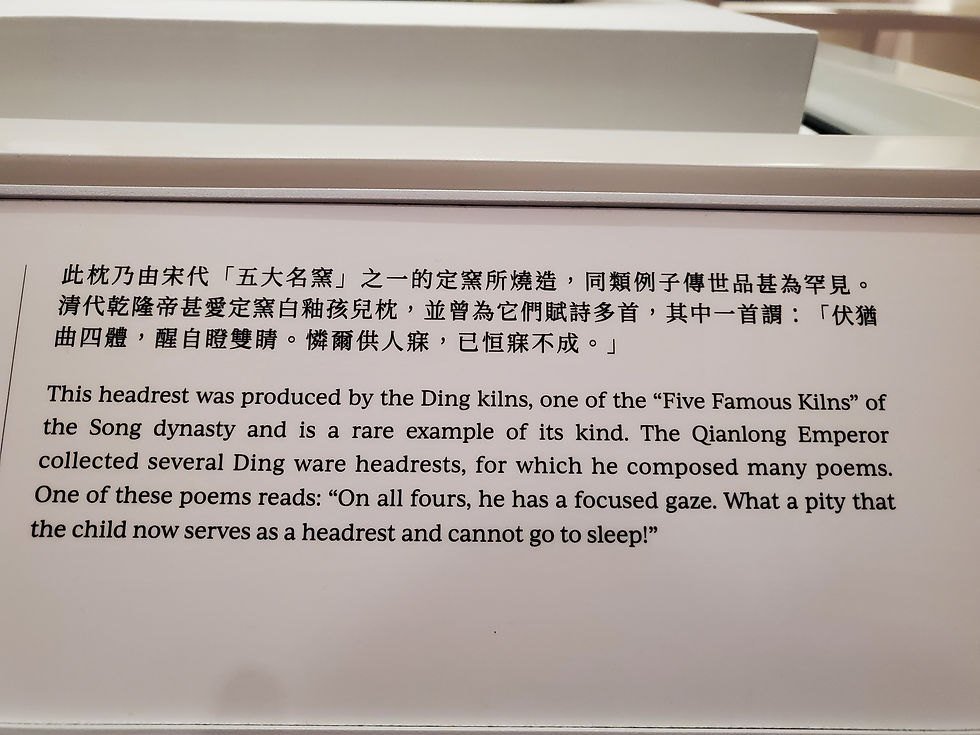 此枕乃由宋代「五大名窯」之一的定窯所燒造，同類例子傳世品甚為罕見。
清代乾隆帝甚愛定窯白釉孩兒枕，並曾為它們賦詩多首，其中一首謂：「伏猶
曲四體，醒自瞪雙睛。憐爾供人寐，已恒寐不成。」
This headrest was produced by the Ding kilns, one of the “Five Famous Kilns” of
the Song dynasty and is a rare example of its kind. The Qianlong Emperor
collected several Ding ware headrests, for which he composed many poems.
One of these poems reads: “On all fours, he has a focused gaze. What a pity that
the child now serves as a headrest and cannot go to sleep!”